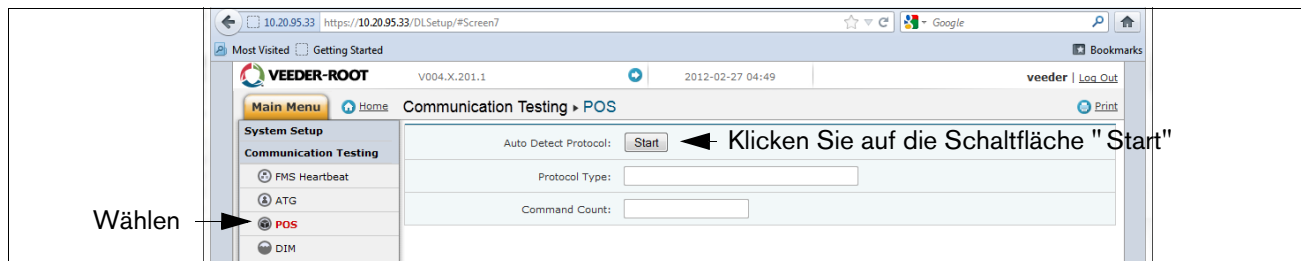 10.20.95.33 https://10.20.95.33/DLSetup/#Screen7 Google
Most Visited Getting Started Bookmarks
VEEDER-ROOT V004.X.201.1 2012-02-27 04:49 veeder | Log Out
Main Menu Home Communication Testing ▸ POS Print
System Setup
Auto Detect Protocol: Start Klicken Sie auf die Schaltfläche "Start"
Communication Testing
FMS Heartbeat
Protocol Type:
ATG
Command Count:
Wählen POS
DIM